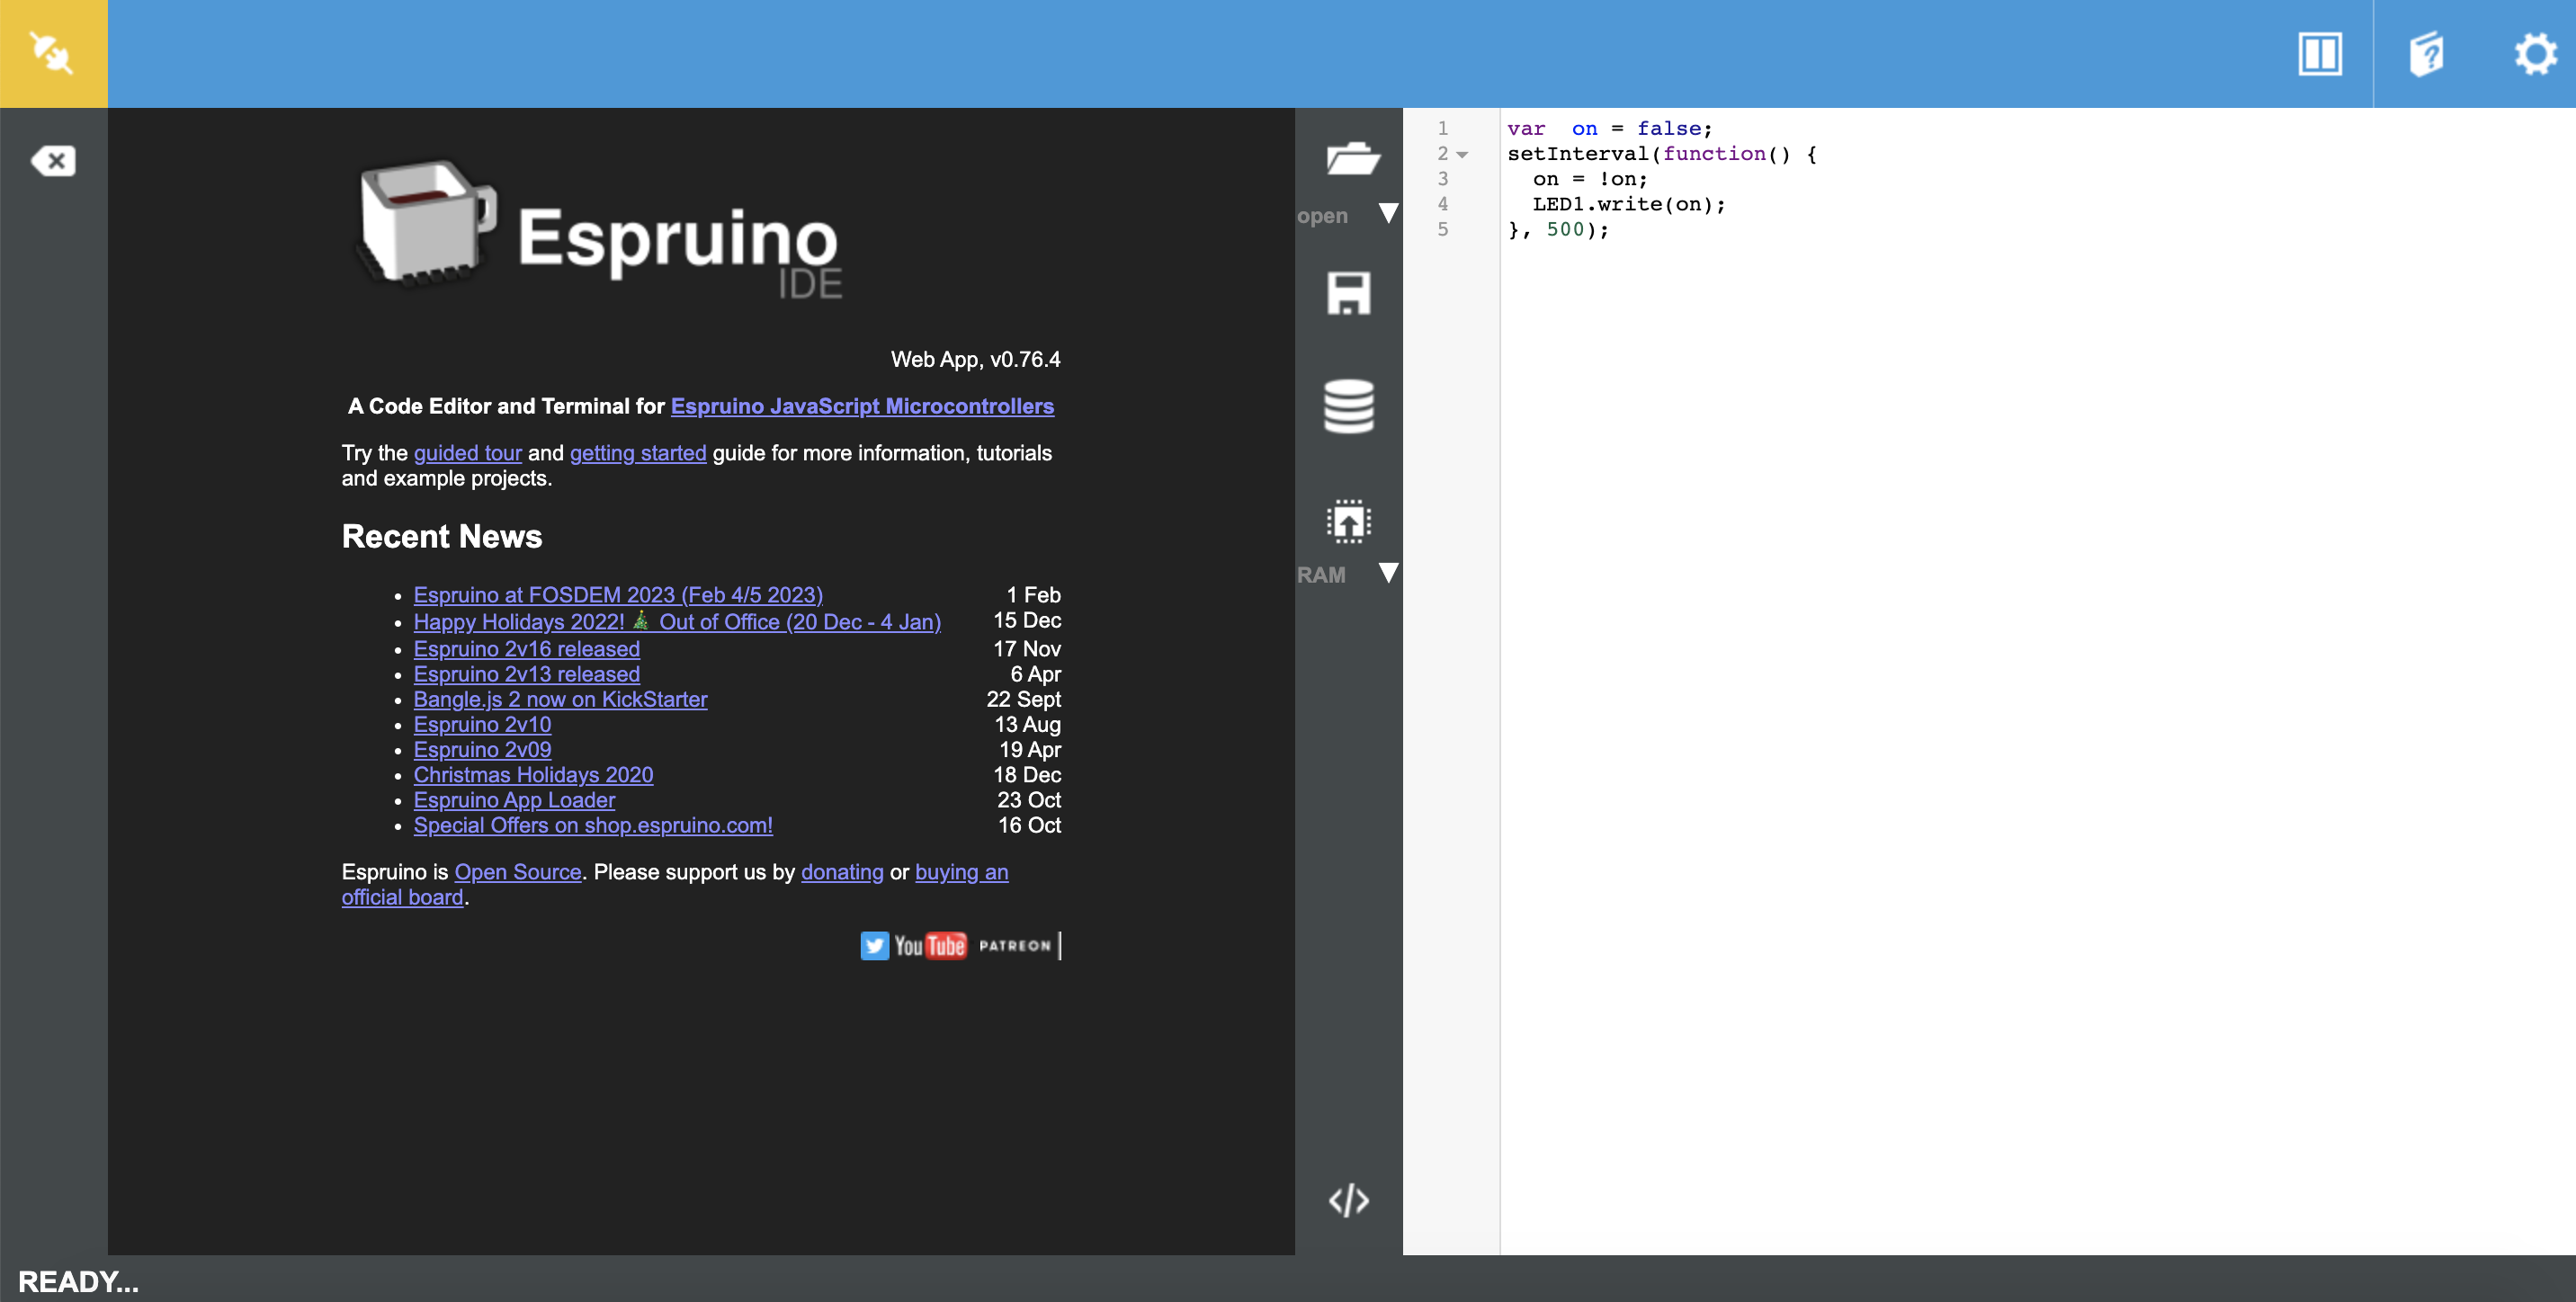 Espruino
IDE
Web App, v0.76.4
A Code Editor and Terminal for Espruino JavaScript Microcontrollers
Try the guided tour and getting started guide for more information, tutorials
and example projects.
Recent News
Espruino at FOSDEM 2023 (Feb 4/5 2023) 1 Feb
Happy Holidays 2022!🎄 Out of Office (20 Dec - 4 Jan) 15 Dec
Espruino 2v16 released 17 Nov
Espruino 2v13 released 6 Apr
Bangle.js 2 now on KickStarter 22 Sept
Espruino 2v10 13 Aug
Espruino 2v09 19 Apr
Christmas Holidays 2020 18 Dec
Espruino App Loader 23 Oct
Special Offers on shop.espruino.com! 16 Oct
Espruino is Open Source. Please support us by donating or buying an
official board.
YouTube PATREON
open
RAM
</>
1 var  on = false;
2 setInterval(function() {
3   on = !on;
4   LED1.write(on);
5 }, 500);
READY...